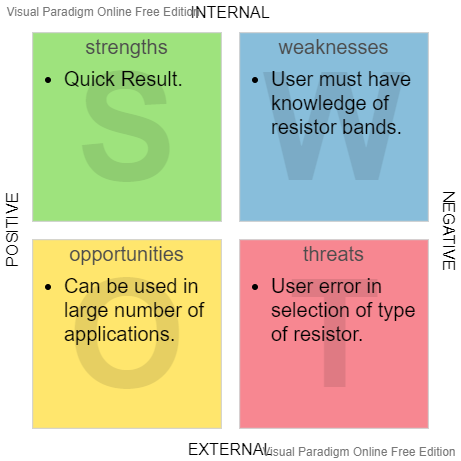 Visual Paradigm Online Free Edition
INTERNAL
strengths
S
• Quick Result.
weaknesses
W
• User must have
knowledge of
resistor bands.
POSITIVE
NEGATIVE
opportunities
O
• Can be used in
large number of
applications.
threats
T
• User error in
selection of type
of resistor.
EXTERNAL
Visual Paradigm Online Free Edition